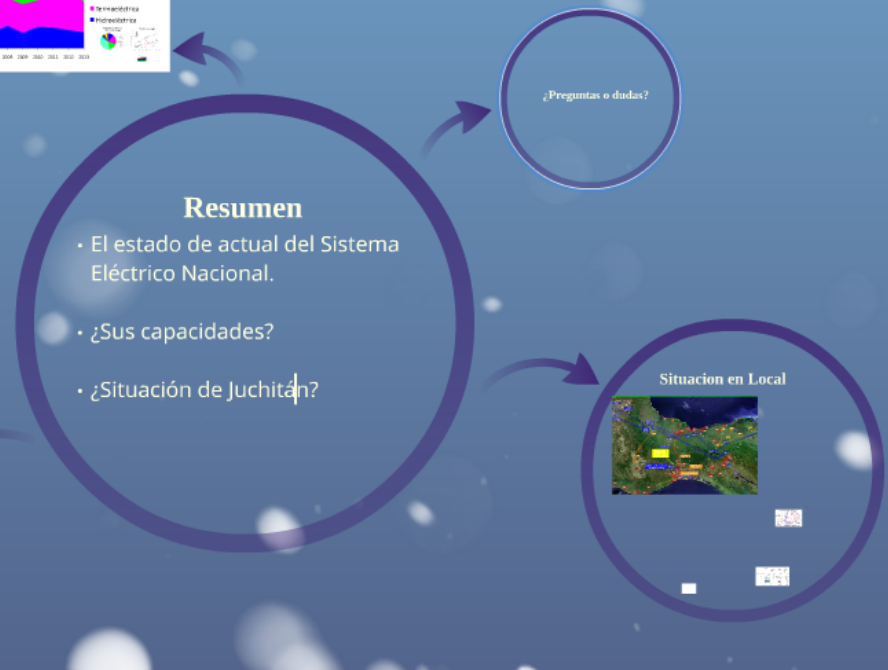 Termoeléctrica
Hidroeléctrica
2008 2009 2010 2011 2012 2013
¿Preguntas o dudas?
Resumen
• El estado de actual del Sistema
Eléctrico Nacional.
• ¿Sus capacidades?
• ¿Situación de Juchitán?
Situacion en Local